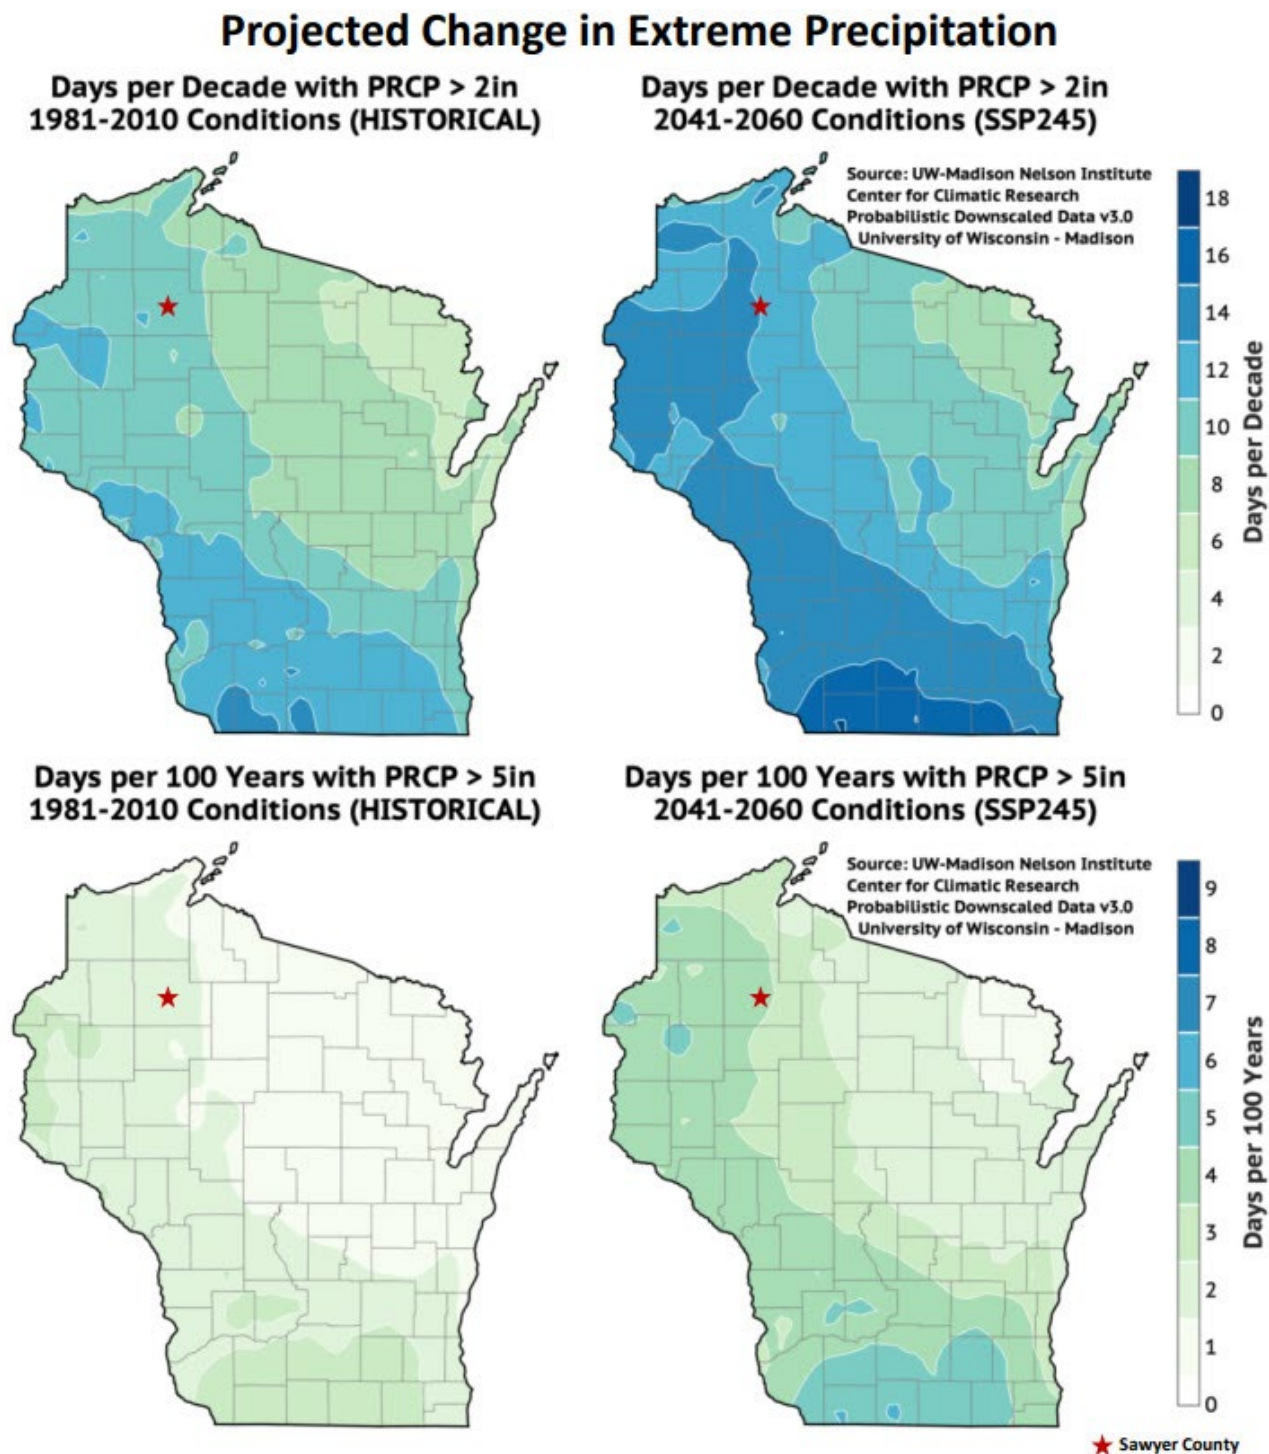 Projected Change in Extreme Precipitation
Days per Decade with PRCP > 2in
1981-2010 Conditions (HISTORICAL)
Days per Decade with PRCP > 2in
2041-2060 Conditions (SSP245)
Source: UW-Madison Nelson Institute
Center for Climatic Research
Probabilistic Downscaled Data v3.0
University of Wisconsin - Madison
18
16
14
12
10
8
6
4
2
0
Days per Decade
Days per 100 Years with PRCP > 5in
1981-2010 Conditions (HISTORICAL)
Days per 100 Years with PRCP > 5in
2041-2060 Conditions (SSP245)
Source: UW-Madison Nelson Institute
Center for Climatic Research
Probabilistic Downscaled Data v3.0
University of Wisconsin - Madison
9
8
7
6
5
4
3
2
1
0
Days per 100 Years
Sawyer County